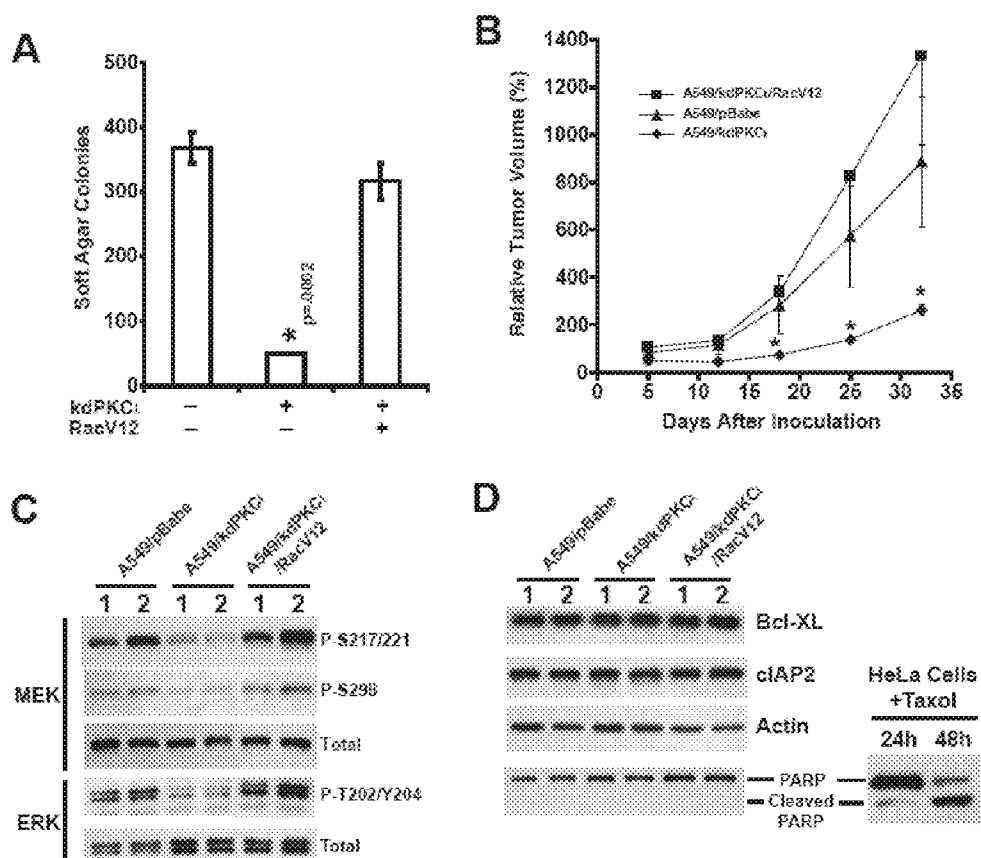 A
500
400
300
200
100
0
Soft Agar Colonies
*
p=.0002
kdPKCι – + +
RacV12 – – +
B
1400
1200
1000
800
600
400
200
0
Relative Tumor Volume (%)
A549/kdPKCι/RacV12
A549/pBabe
A549/kdPKCι
* * *
0 5 10 15 20 25 30 35
Days After Inoculation
C
A549/pBabe
A549/kdPKCι
A549/kdPKCι
/RacV12
1 2 1 2 1 2
MEK
P-S217/221
P-S298
Total
ERK
P-T202/Y204
Total
D
A549/pBabe
A549/kdPKCι
A549/kdPKCι
/RacV12
1 2 1 2 1 2
Bcl-XL
cIAP2
Actin
PARP
Cleaved
PARP
HeLa Cells
+Taxol
24h 48h